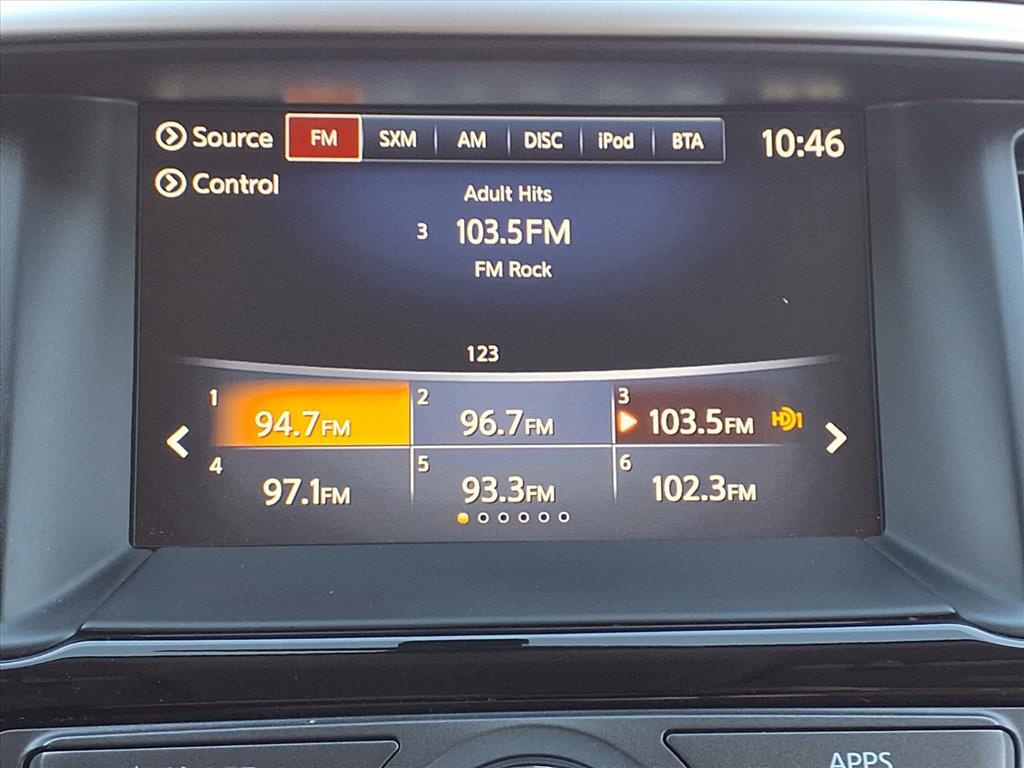 Source FM SXM AM DISC iPod BTA 10:46
Control
Adult Hits
3 103.5FM
FM Rock
123
1 94.7FM 2 96.7FM 3 103.5FM HD1
4 97.1FM 5 93.3FM 6 102.3FM
APPS